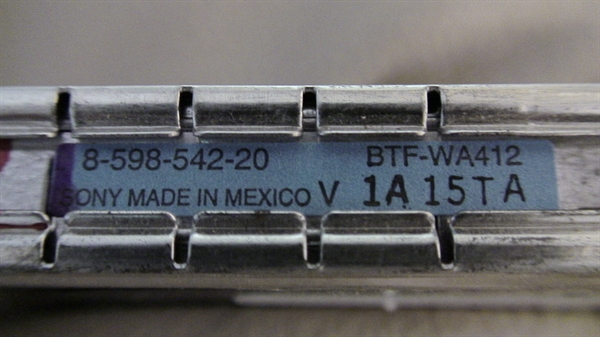 8-598-542-20 BTF-WA412
SONY MADE IN MEXICO V 1A 15TA